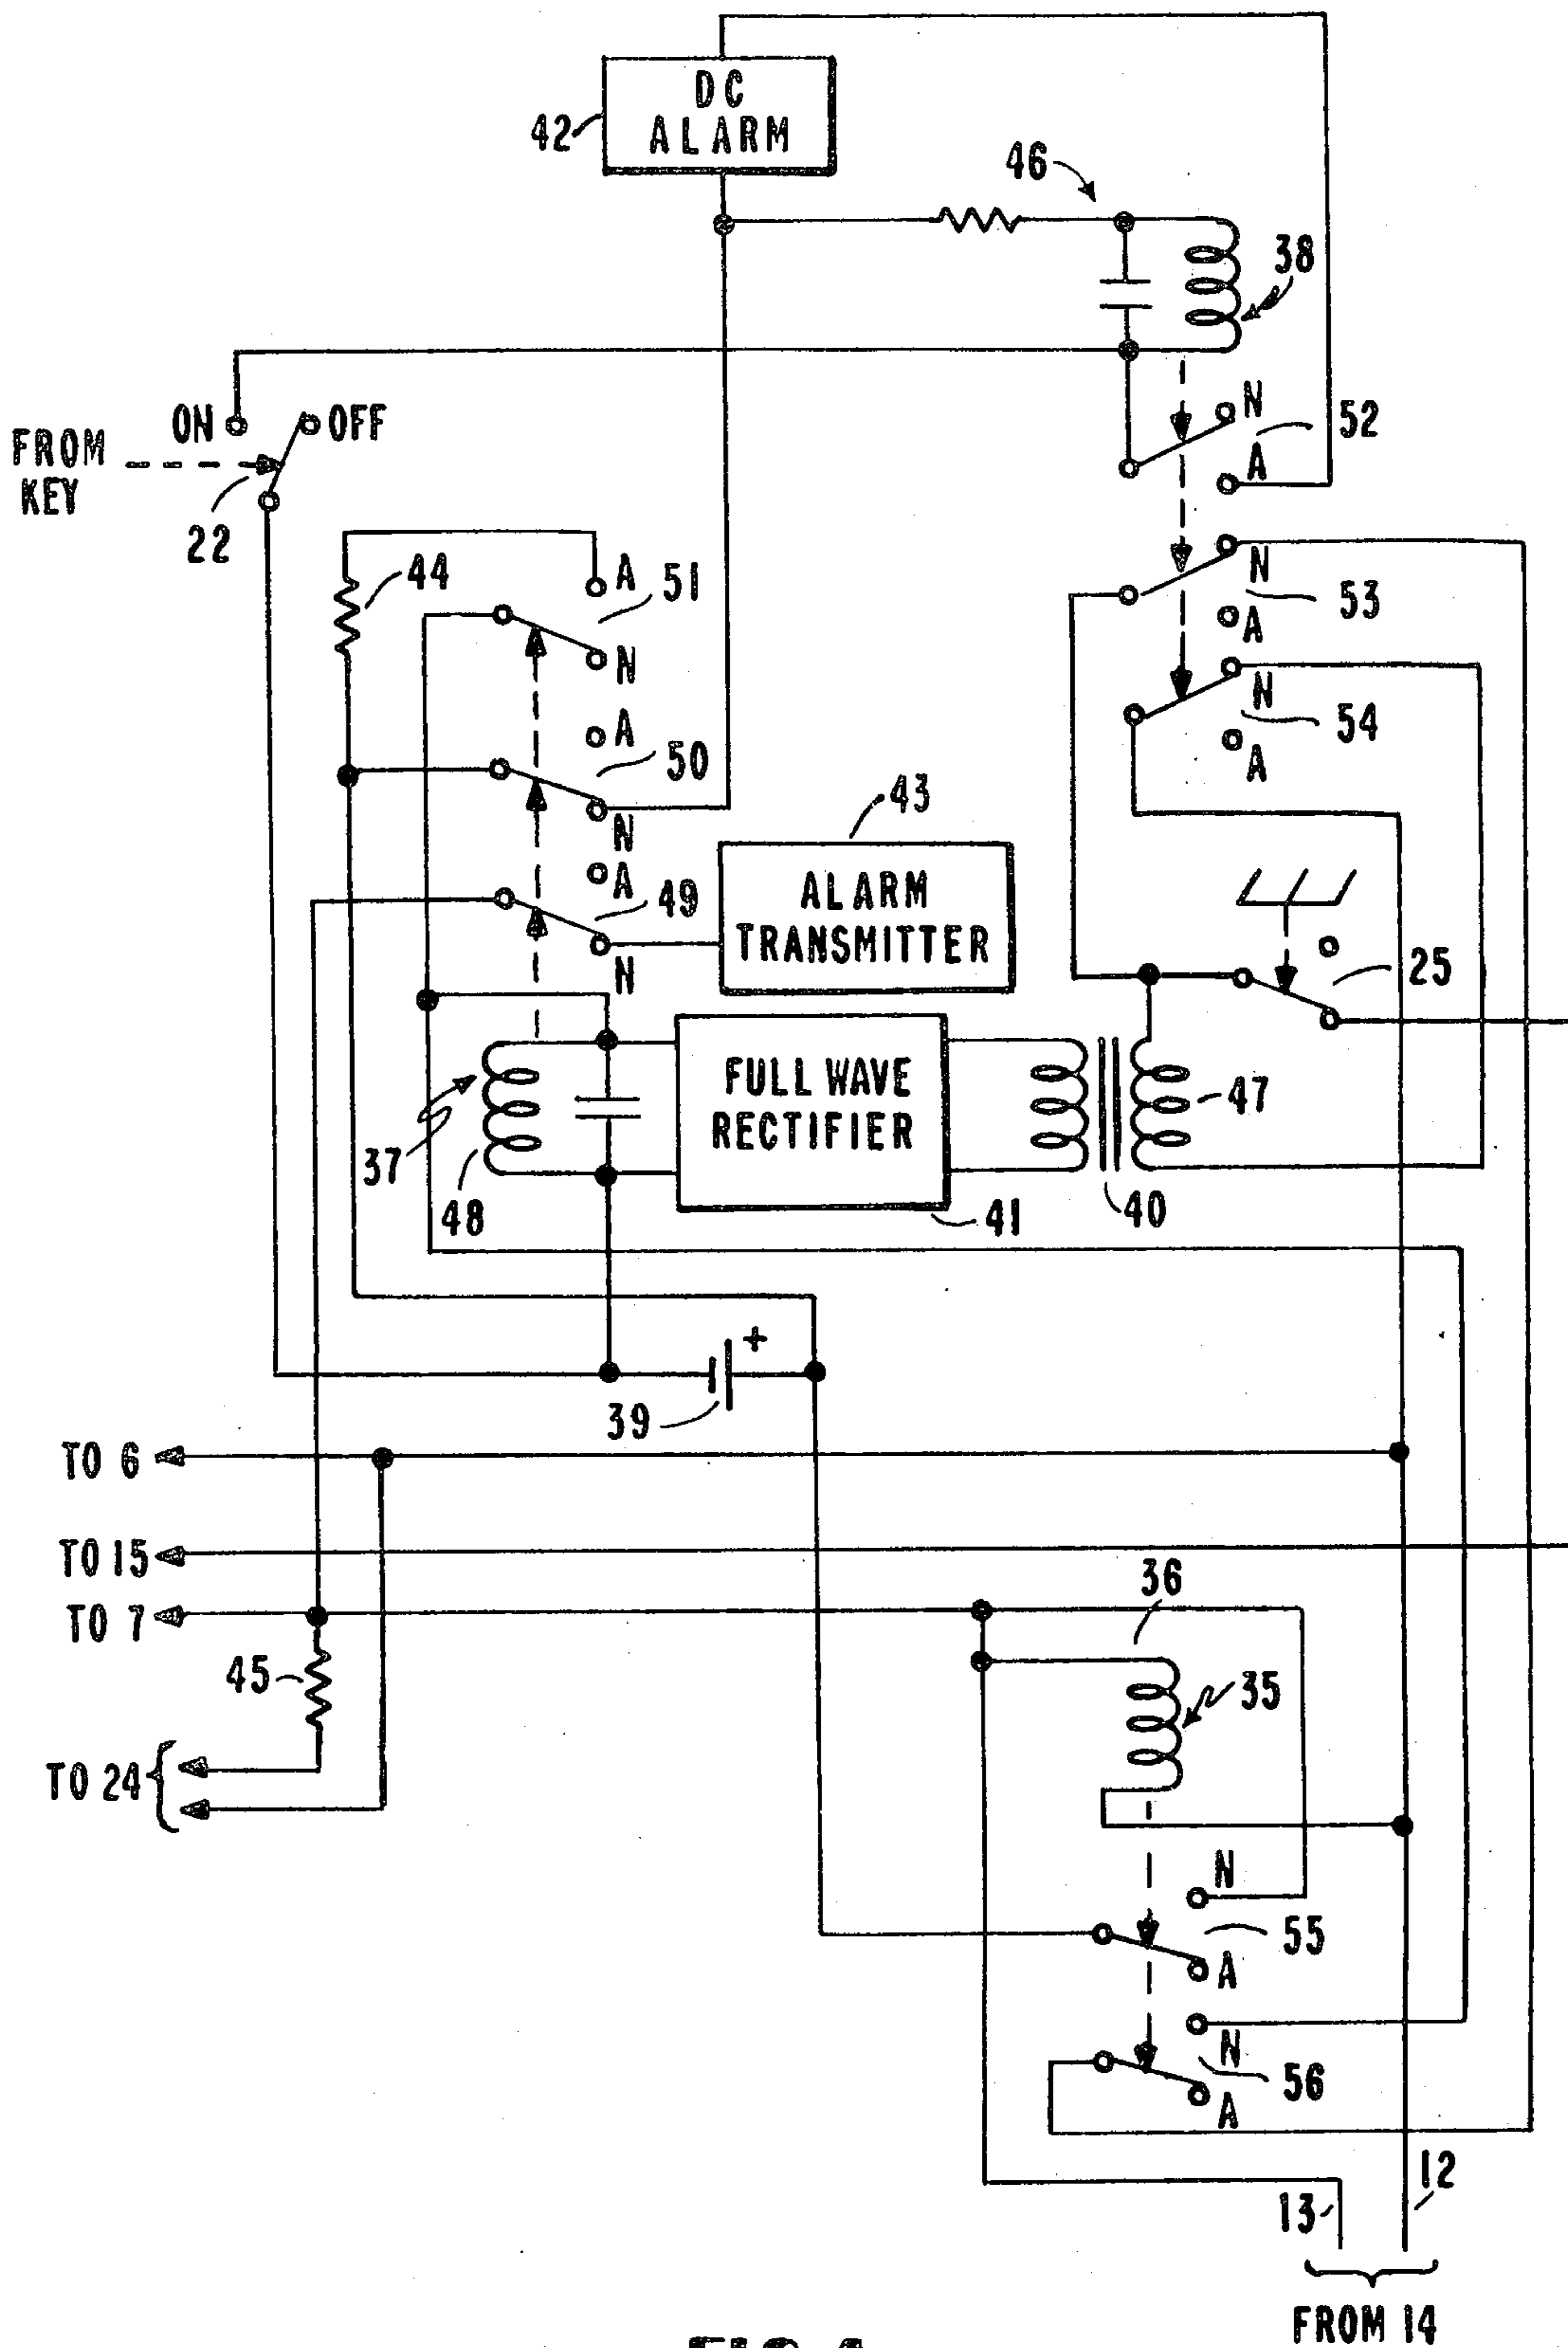 DC
ALARM
42
46
38
ON
OFF
N
52
FROM
KEY
A
22
44
A
51
N
53
A
N
A
50
N
54
A
43
N
A
49
ALARM
TRANSMITTER
25
N
FULL WAVE
RECTIFIER
47
37
48
41
40
+
39
TO 6
TO 15
36
TO 7
45
35
TO 24
N
55
A
N
56
A
12
13
FROM 14